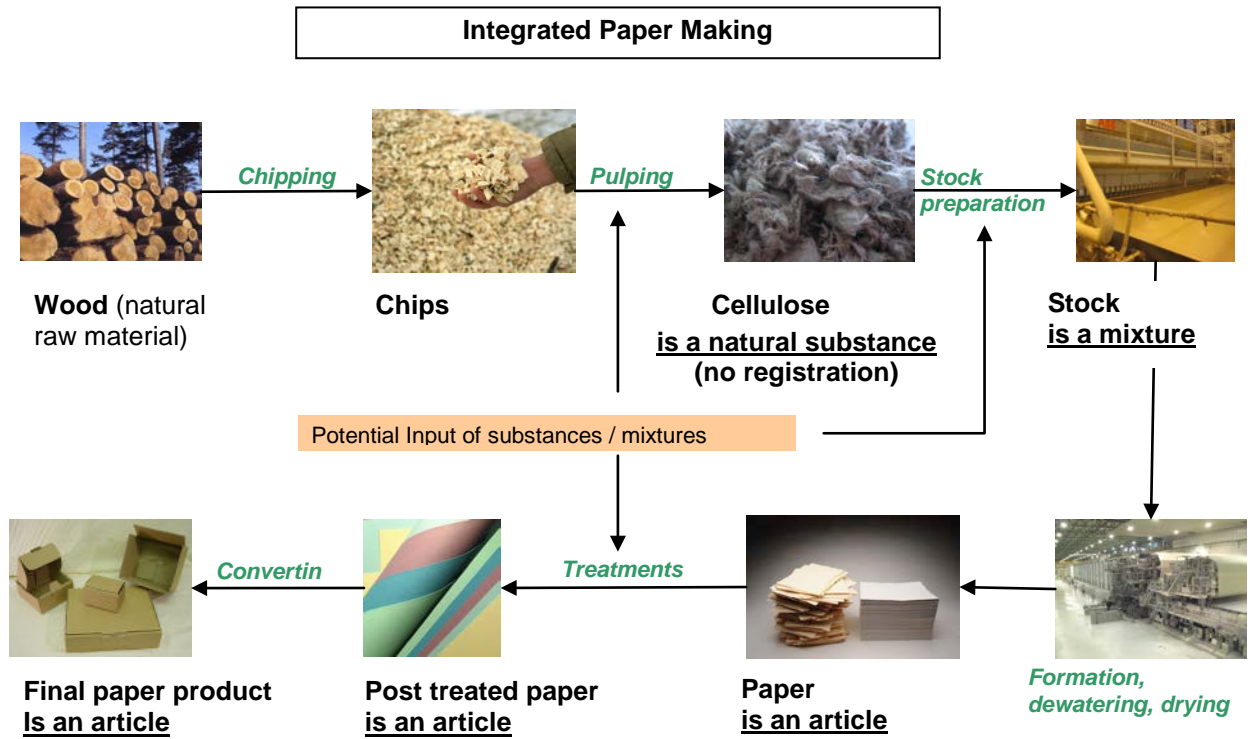 Integrated Paper Making
Chipping
Pulping
Stock
preparation
Wood (natural
raw material)
Chips
Cellulose
is a natural substance
(no registration)
Stock
is a mixture
Potential Input of substances / mixtures
Convertin
Treatments
Final paper product
Is an article
Post treated paper
is an article
Paper
is an article
Formation,
dewatering, drying